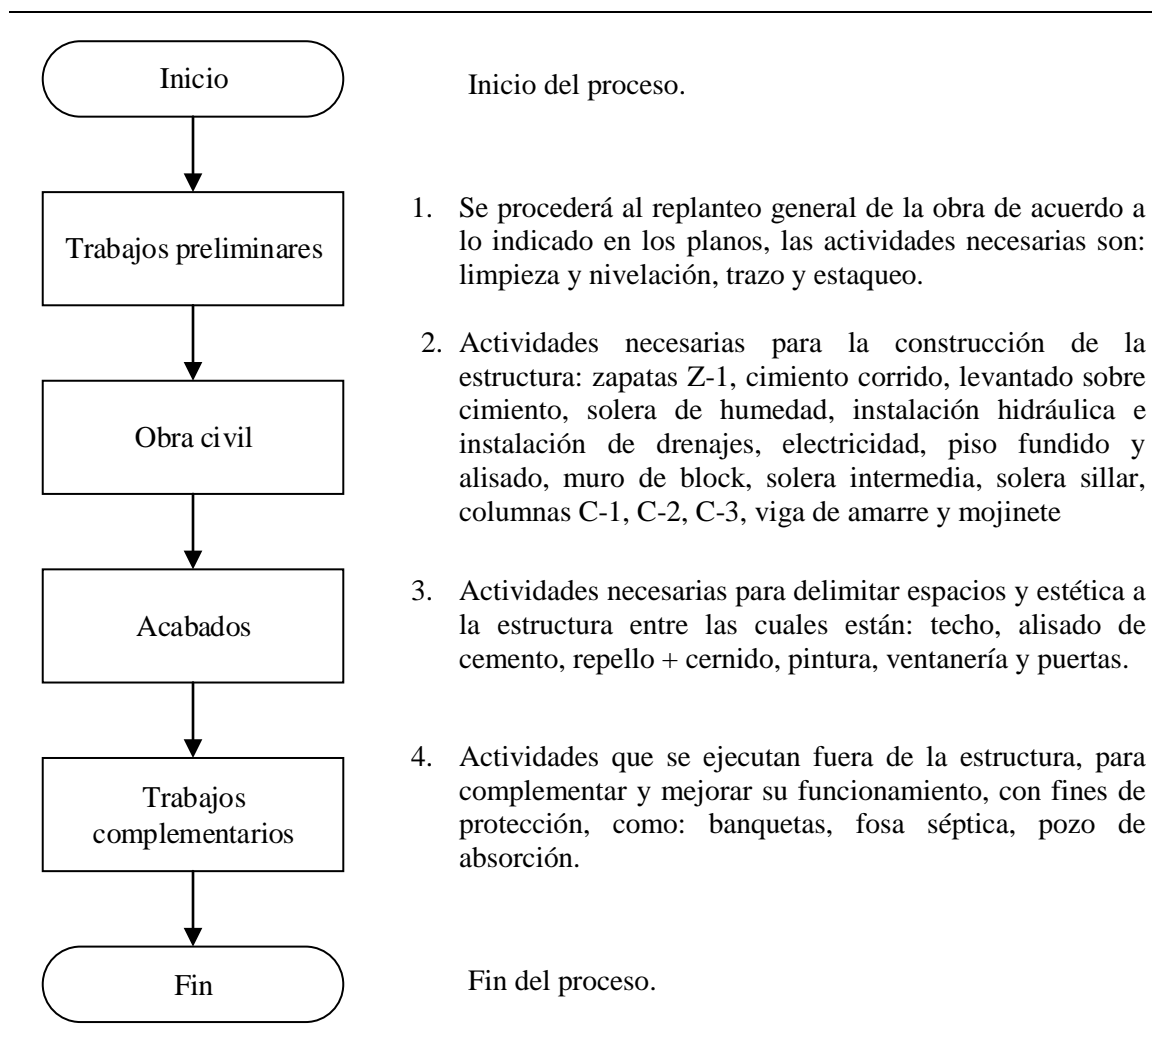 Inicio
Inicio del proceso.
Trabajos preliminares
1. Se procederá al replanteo general de la obra de acuerdo a
lo indicado en los planos, las actividades necesarias son:
limpieza y nivelación, trazo y estaqueo.
Obra civil
2. Actividades necesarias para la construcción de la
estructura: zapatas Z-1, cimiento corrido, levantado sobre
cimiento, solera de humedad, instalación hidráulica e
instalación de drenajes, electricidad, piso fundido y
alisado, muro de block, solera intermedia, solera sillar,
columnas C-1, C-2, C-3, viga de amarre y mojinete
Acabados
3. Actividades necesarias para delimitar espacios y estética a
la estructura entre las cuales están: techo, alisado de
cemento, repello + cernido, pintura, ventanería y puertas.
Trabajos
complementarios
4. Actividades que se ejecutan fuera de la estructura, para
complementar y mejorar su funcionamiento, con fines de
protección, como: banquetas, fosa séptica, pozo de
absorción.
Fin
Fin del proceso.